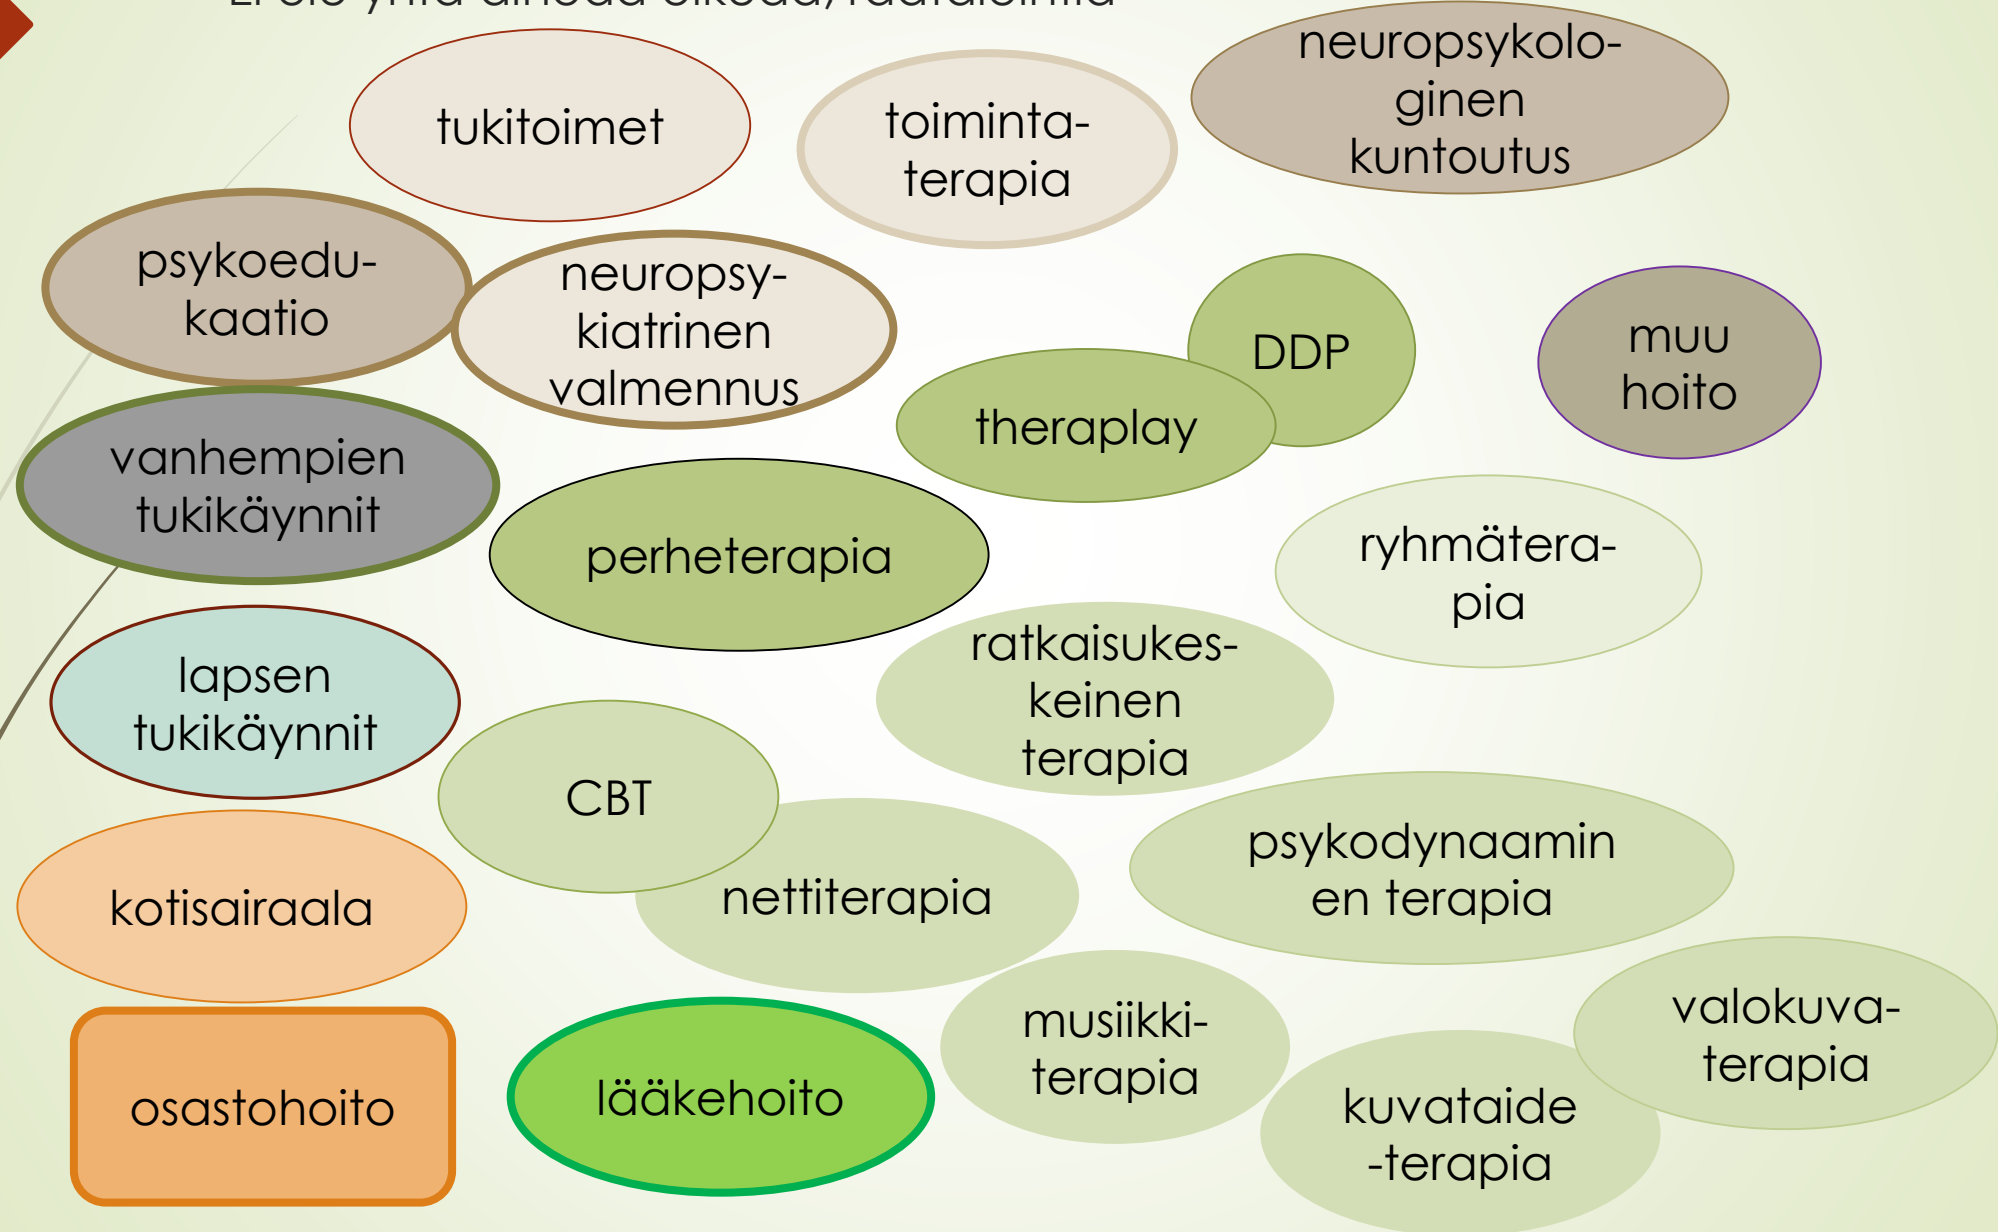 tukitoimet
toiminta-
terapia
neuropsykolo-
ginen
kuntoutus
psykoedu-
kaatio
neuropsy-
kiatrinen
valmennus
DDP
muu
hoito
theraplay
vanhempien
tukikäynnit
perheterapia
ryhmätera-
pia
lapsen
tukikäynnit
ratkaisukes-
keinen
terapia
CBT
nettiterapia
psykodynaamin
en terapia
kotisairaala
musiikki-
terapia
valokuva-
terapia
osastohoito
lääkehoito
kuvataide
-terapia